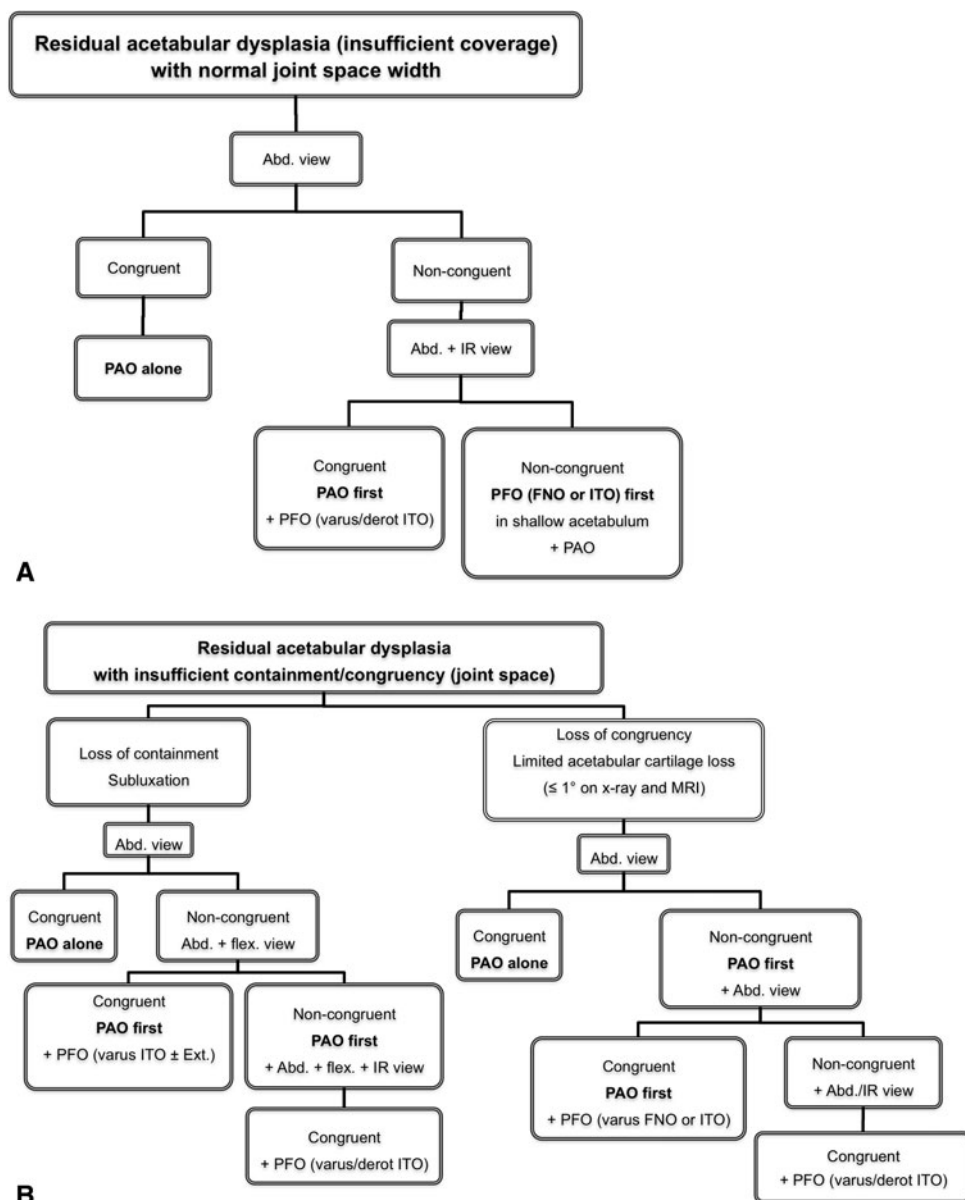 Residual acetabular dysplasia (insufficient coverage)
with normal joint space width
Abd. view
Congruent
Non-conguent
PAO alone
Abd. + IR view
Congruent
PAO first
+ PFO (varus/derot ITO)
Non-congruent
PFO (FNO or ITO) first
in shallow acetabulum
+ PAO
A
Residual acetabular dysplasia
with insufficient containment/congruency (joint space)
Loss of containment
Subluxation
Loss of congruency
Limited acetabular cartilage loss
(≤ 1° on x-ray and MRI)
Abd. view
Abd. view
Congruent
PAO alone
Non-congruent
Abd. + flex. view
Congruent
PAO alone
Non-congruent
PAO first
+ Abd. view
Congruent
PAO first
+ PFO (varus ITO ± Ext.)
Non-congruent
PAO first
+ Abd. + flex. + IR view
Congruent
PAO first
+ PFO (varus FNO or ITO)
Non-congruent
+ Abd./IR view
Congruent
+ PFO (varus/derot ITO)
Congruent
+ PFO (varus/derot ITO)
B